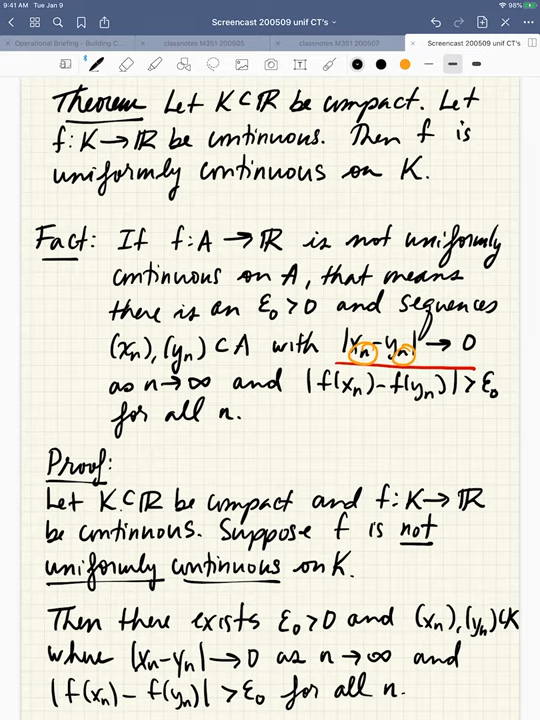 9:41 AM Tue Jan 9
98%
Screencast 200509 unif CT's
Operational Briefing - Building C...
classnotes M351 200505
classnotes M351 200507
Screencast 200509 unif CT's
Theorem Let K⊂ℝ be compact. Let
f: K→ℝ be continuous. Then f is
uniformly continuous on K.
Fact: If f: A →ℝ is not uniformly
continuous on A, that means
there is an ε₀>0 and sequences
(xₙ), (yₙ) ⊂ A with |xₙ-yₙ| → 0
as n→∞ and |f(xₙ)-f(yₙ)| > ε₀
for all n.
Proof:
Let K⊂ℝ be compact and f: K→ℝ
be continuous. Suppose f is not
uniformly continuous on K.
Then there exists ε₀>0 and (xₙ), (yₙ)⊂K
where |xₙ-yₙ|→0 as n→∞ and
|f(xₙ) - f(yₙ)| > ε₀ for all n.